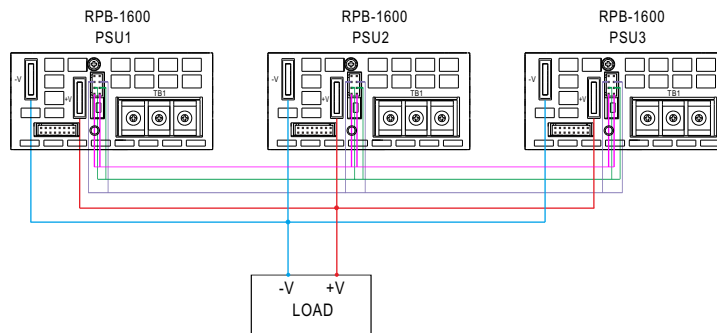 RPB-1600
PSU1
RPB-1600
PSU2
RPB-1600
PSU3
-V
+V
TB1
-V
+V
TB1
-V
+V
TB1
-V +V
LOAD